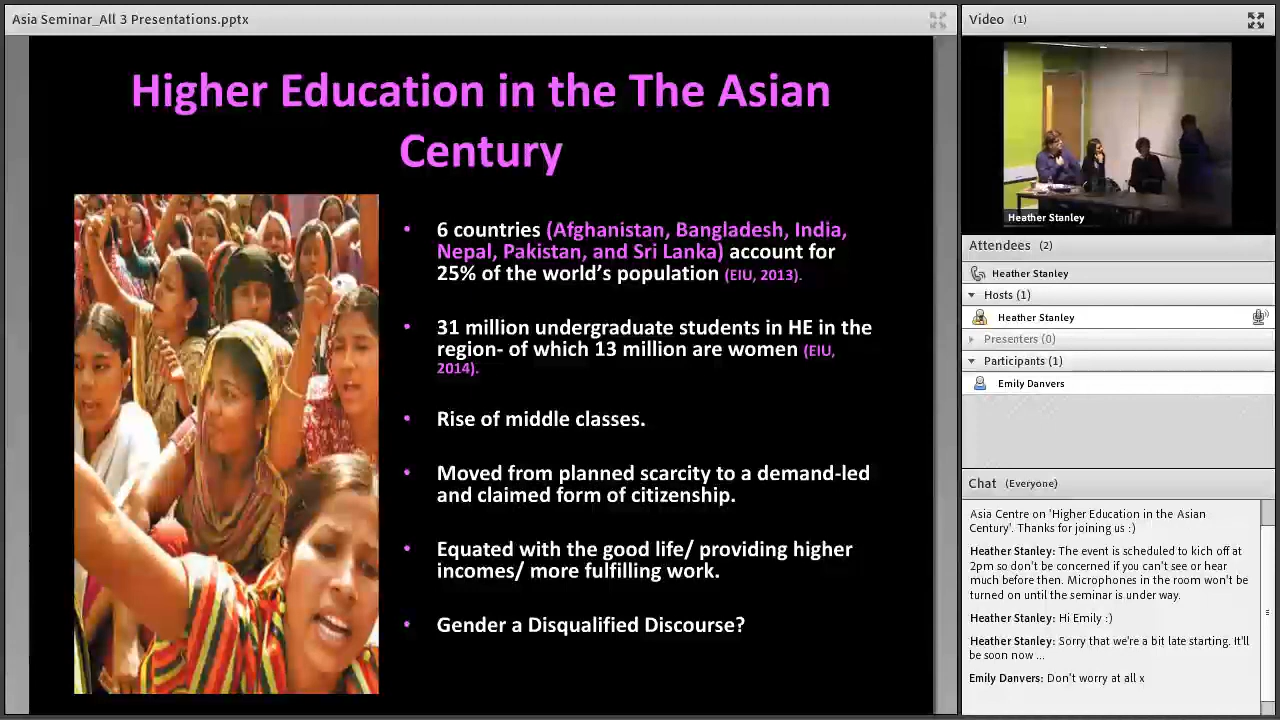 Asia Seminar_All 3 Presentations.pptx
Higher Education in the The Asian
Century
• 6 countries (Afghanistan, Bangladesh, India,
Nepal, Pakistan, and Sri Lanka) account for
25% of the world's population (EIU, 2013).
• 31 million undergraduate students in HE in the
region- of which 13 million are women (EIU,
2014).
• Rise of middle classes.
• Moved from planned scarcity to a demand-led
and claimed form of citizenship.
• Equated with the good life/ providing higher
incomes/ more fulfilling work.
• Gender a Disqualified Discourse?
Video (1)
Heather Stanley
Attendees (2)
Heather Stanley
Hosts (1)
Heather Stanley
Presenters (0)
Participants (1)
Emily Danvers
Chat (Everyone)
Asia Centre on 'Higher Education in the Asian
Century'. Thanks for joining us :)
Heather Stanley: The event is scheduled to kick off at
2pm so don't be concerned if you can't see or hear
much before then. Microphones in the room won't be
turned on until the seminar is under way.
Heather Stanley: Hi Emily :)
Heather Stanley: Sorry that we're a bit late starting. It'll
be soon now ...
Emily Danvers: Don't worry at all x